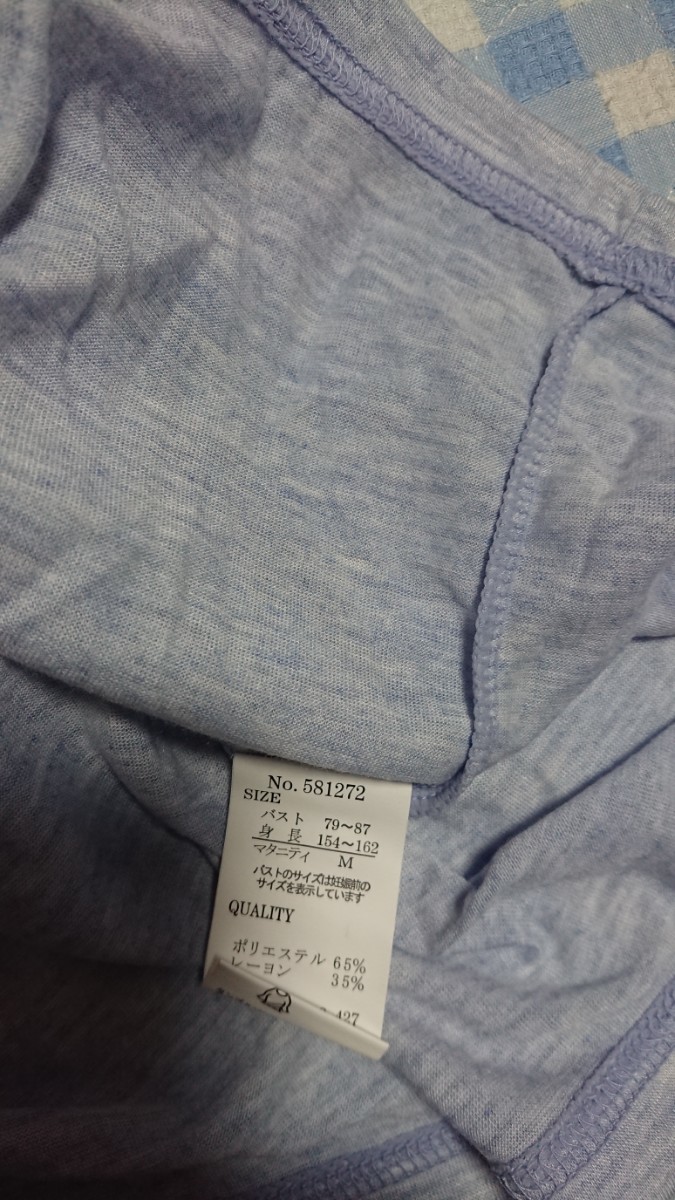 No. 581272
SIZE
バスト 79～87
身長 154～162
マタニティ M
バストのサイズは妊娠前の
サイズを表示しています
QUALITY
ポリエステル 65%
レーヨン 35%
427